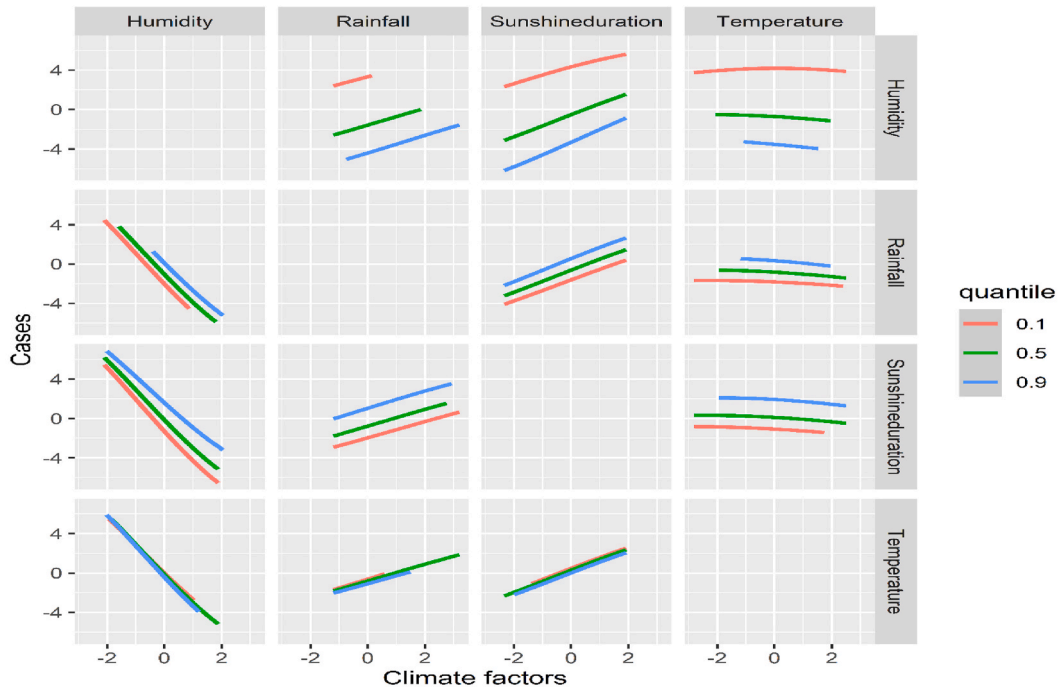 Humidity Rainfall Sunshineduration Temperature
4
0
-4
Humidity
4
0
-4
Rainfall
4
0
-4
Sunshineduration
4
0
-4
Temperature
Cases
-2 0 2 -2 0 2 -2 0 2 -2 0 2
Climate factors
quantile
0.1
0.5
0.9